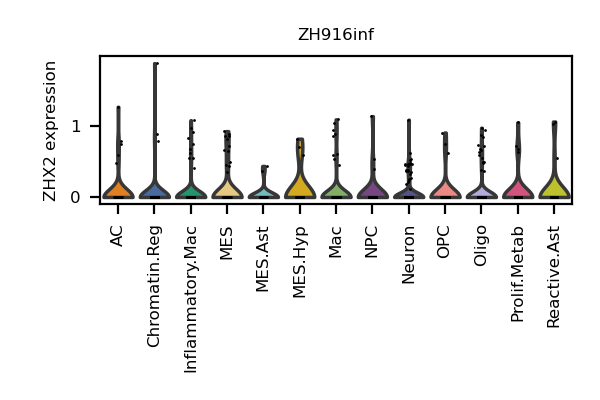 ZH916inf
ZHX2 expression
1
0
AC
Chromatin.Reg
Inflammatory.Mac
MES
MES.Ast
MES.Hyp
Mac
NPC
Neuron
OPC
Oligo
Prolif.Metab
Reactive.Ast